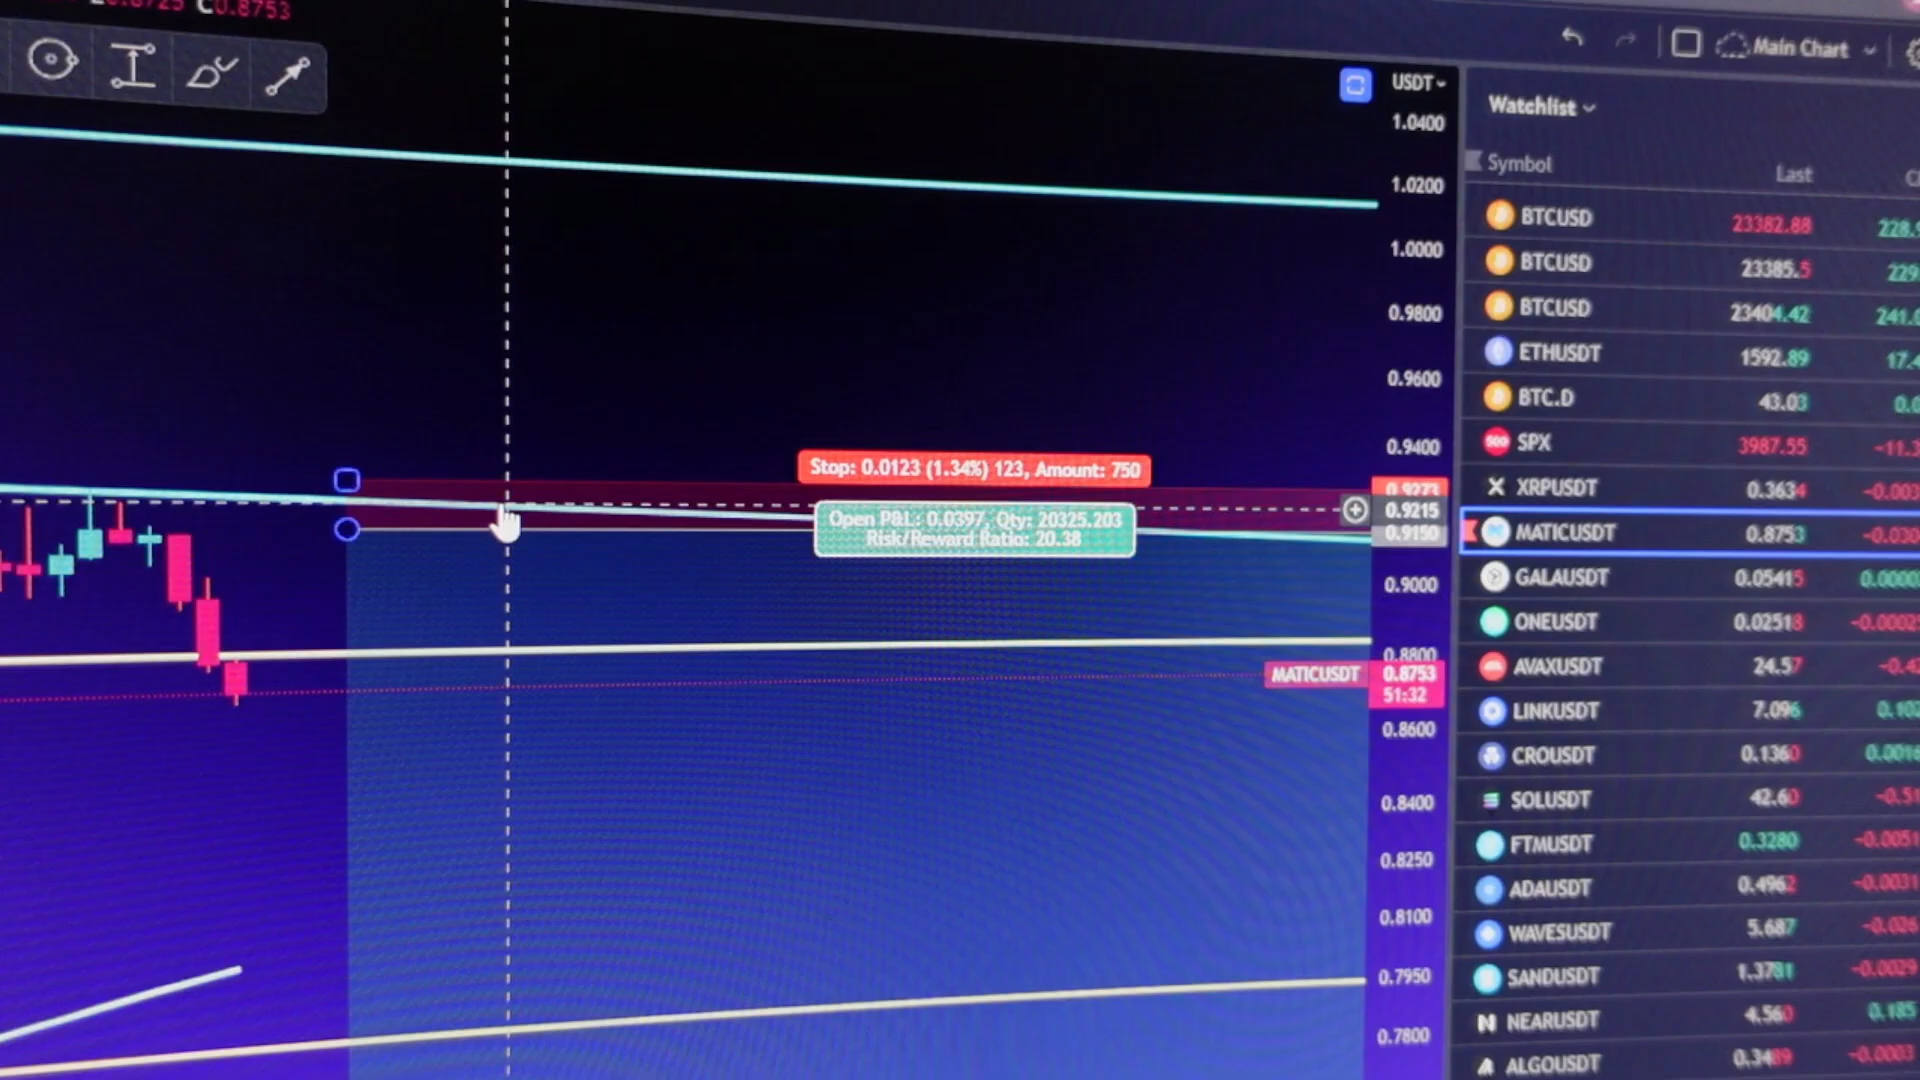 C0.8753
Main Chart
USDT
1.0400
1.0200
1.0000
0.9800
0.9600
0.9400
0.9273
0.9215
0.9150
0.9000
0.8800
MATICUSDT 0.8753
51:32
0.8600
0.8400
0.8250
0.8100
0.7950
0.7800
Stop: 0.0123 (1.34%) 123, Amount: 750
Open P&L: 0.0397, Qty: 20325.203
Risk/Reward Ratio: 20.38
Watchlist
Symbol Last
BTCUSD 23382.88 228.9
BTCUSD 23385.5 229
BTCUSD 23404.42 241.0
ETHUSDT 1592.89 17.4
BTC.D 43.03 0.0
500 SPX 3987.55 -11.3
XRPUSDT 0.3634 -0.003
MATICUSDT 0.8753 -0.030
GALAUSDT 0.05415 0.0000
ONEUSDT 0.02518 -0.0002
AVAXUSDT 24.57 -0.4
LINKUSDT 7.096 0.102
CROUSDT 0.1360 0.0016
SOLUSDT 42.60 -0.51
FTMUSDT 0.3280 -0.0051
ADAUSDT 0.4962 -0.0031
WAVESUSDT 5.687 -0.026
SANDUSDT 1.3781 -0.0029
NEARUSDT 4.560 0.185
ALGOUSDT 0.3489 -0.0003